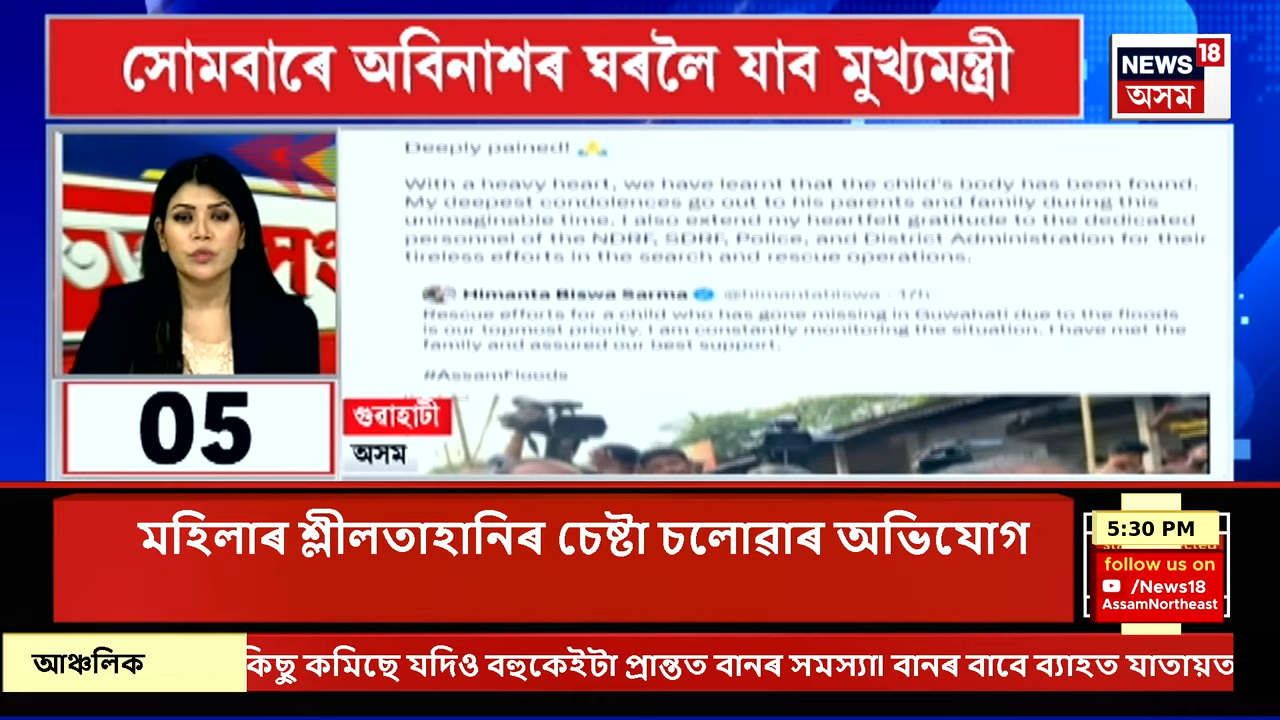 সোমবাৰে অবিনাশৰ ঘৰলৈ যাব মুখ্যমন্ত্ৰী
NEWS 18
অসম
Deeply pained! 🙏
With a heavy heart, we have learnt that the child's body has been found.
My deepest condolences go out to his parents and family during this
unimaginable time. I also extend my heartfelt gratitude to the dedicated
personnel of the NDRF, SDRF, Police, and District Administration for their
tireless efforts in the search and rescue operations.
Himanta Biswa Sarma @himantabiswa · 17h
Rescue efforts for a child who has gone missing in Guwahati due to the floods
is our topmost priority. I am constantly monitoring the situation. I have met the
family and assured our best support.
#AssamFloods
05
গুৱাহাটী
অসম
মহিলাৰ শ্লীলতাহানিৰ চেষ্টা চলোৱাৰ অভিযোগ
5:30 PM
follow us on
/News18
AssamNortheast
আঞ্চলিক
কিছু কমিছে যদিও বহুকেইটা প্ৰান্তত বানৰ সমস্যা। বানৰ বাবে ব্যাহত যাতায়ত